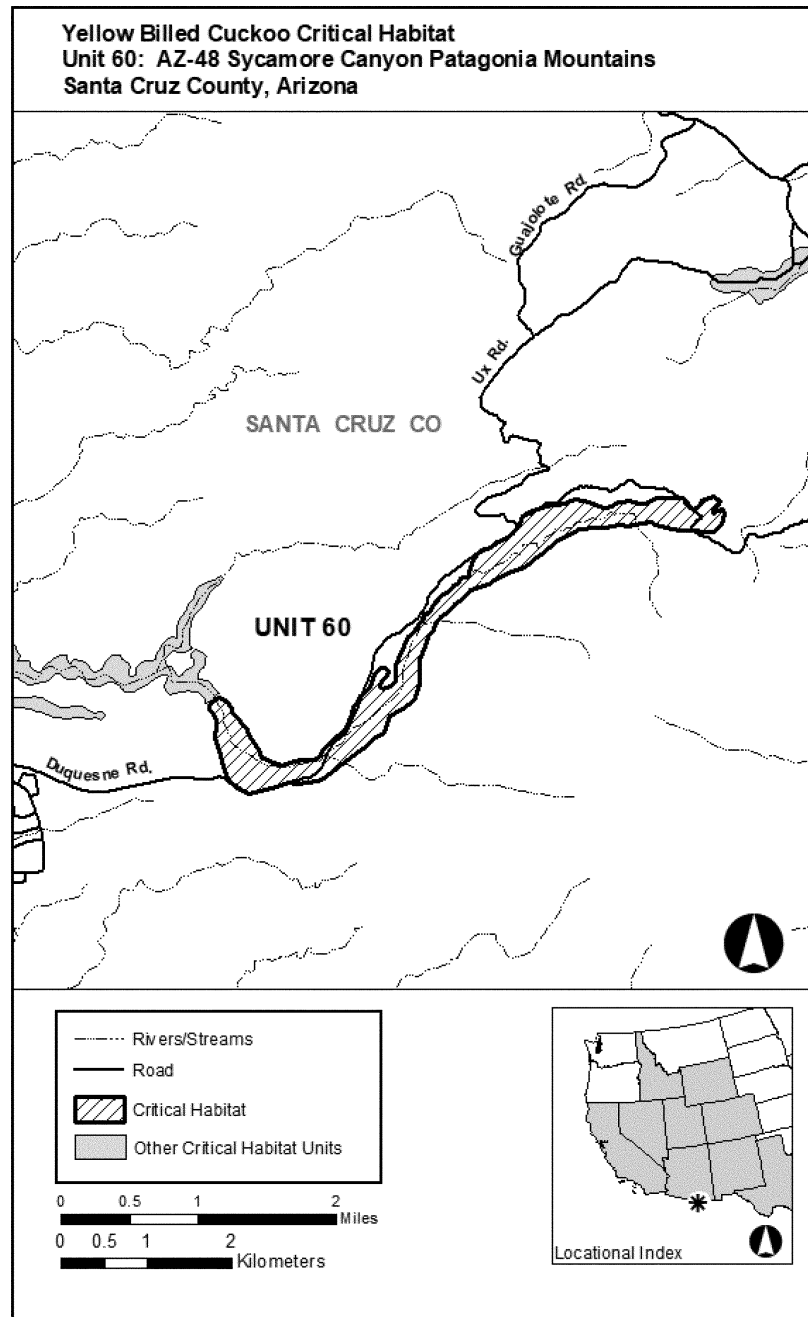 Yellow Billed Cuckoo Critical Habitat
Unit 60: AZ-48 Sycamore Canyon Patagonia Mountains
Santa Cruz County, Arizona
Guajolote Rd.
Ux Rd.
SANTA CRUZ CO
UNIT 60
Duquesne Rd.
Rivers/Streams
Road
Critical Habitat
Other Critical Habitat Units
0 0.5 1 2
Miles
0 0.5 1 2
Kilometers
Locational Index